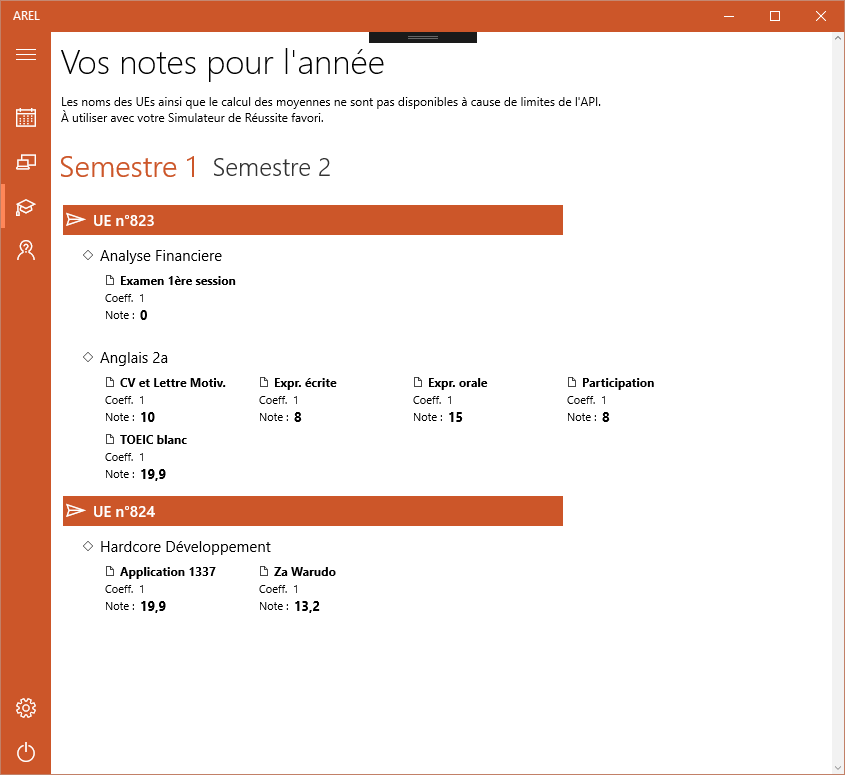 AREL
Vos notes pour l'année
Les noms des UEs ainsi que le calcul des moyennes ne sont pas disponibles à cause de limites de l'API.
À utiliser avec votre Simulateur de Réussite favori.
Semestre 1 Semestre 2
UE n°823
Analyse Financiere
Examen 1ère session
Coeff. 1
Note : 0
Anglais 2a
CV et Lettre Motiv. Expr. écrite Expr. orale Participation
Coeff. 1 Coeff. 1 Coeff. 1 Coeff. 1
Note : 10 Note : 8 Note : 15 Note : 8
TOEIC blanc
Coeff. 1
Note : 19,9
UE n°824
Hardcore Développement
Application 1337 Za Warudo
Coeff. 1 Coeff. 1
Note : 19,9 Note : 13,2